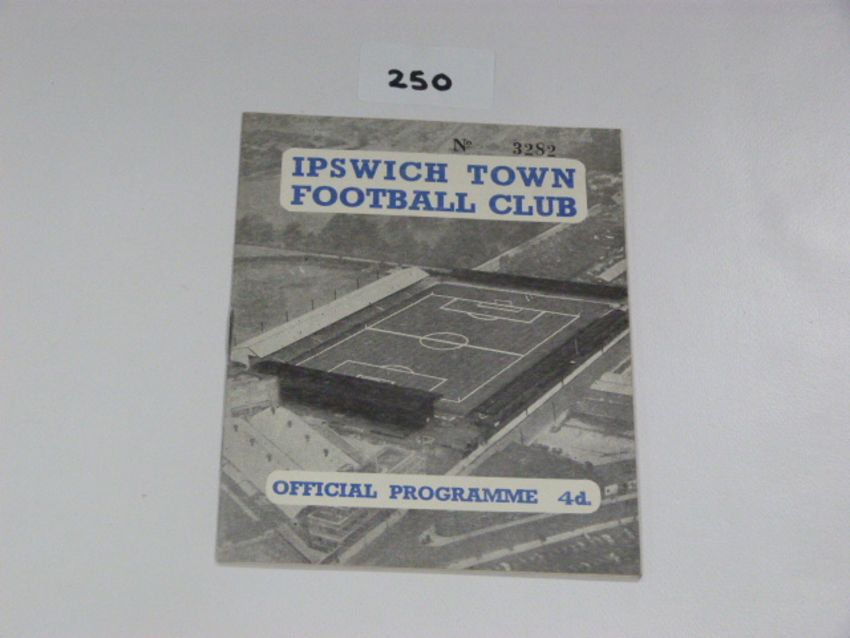 250
Nº 3282
IPSWICH TOWN
FOOTBALL CLUB
OFFICIAL PROGRAMME 4d.